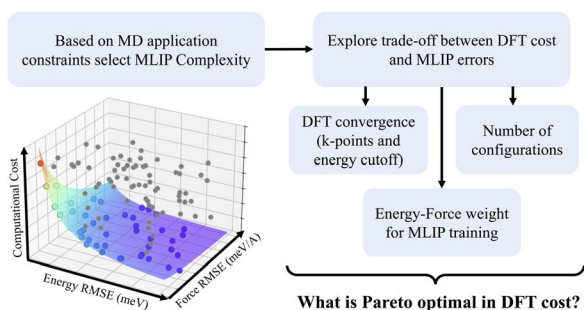 Based on MD application
constraints select MLIP Complexity
Explore trade-off between DFT cost
and MLIP errors
DFT convergence
(k-points and
energy cutoff)
Number of
configurations
Energy-Force weight
for MLIP training
Computational Cost
Energy RMSE (meV)
Force RMSE (meV/A)
What is Pareto optimal in DFT cost?